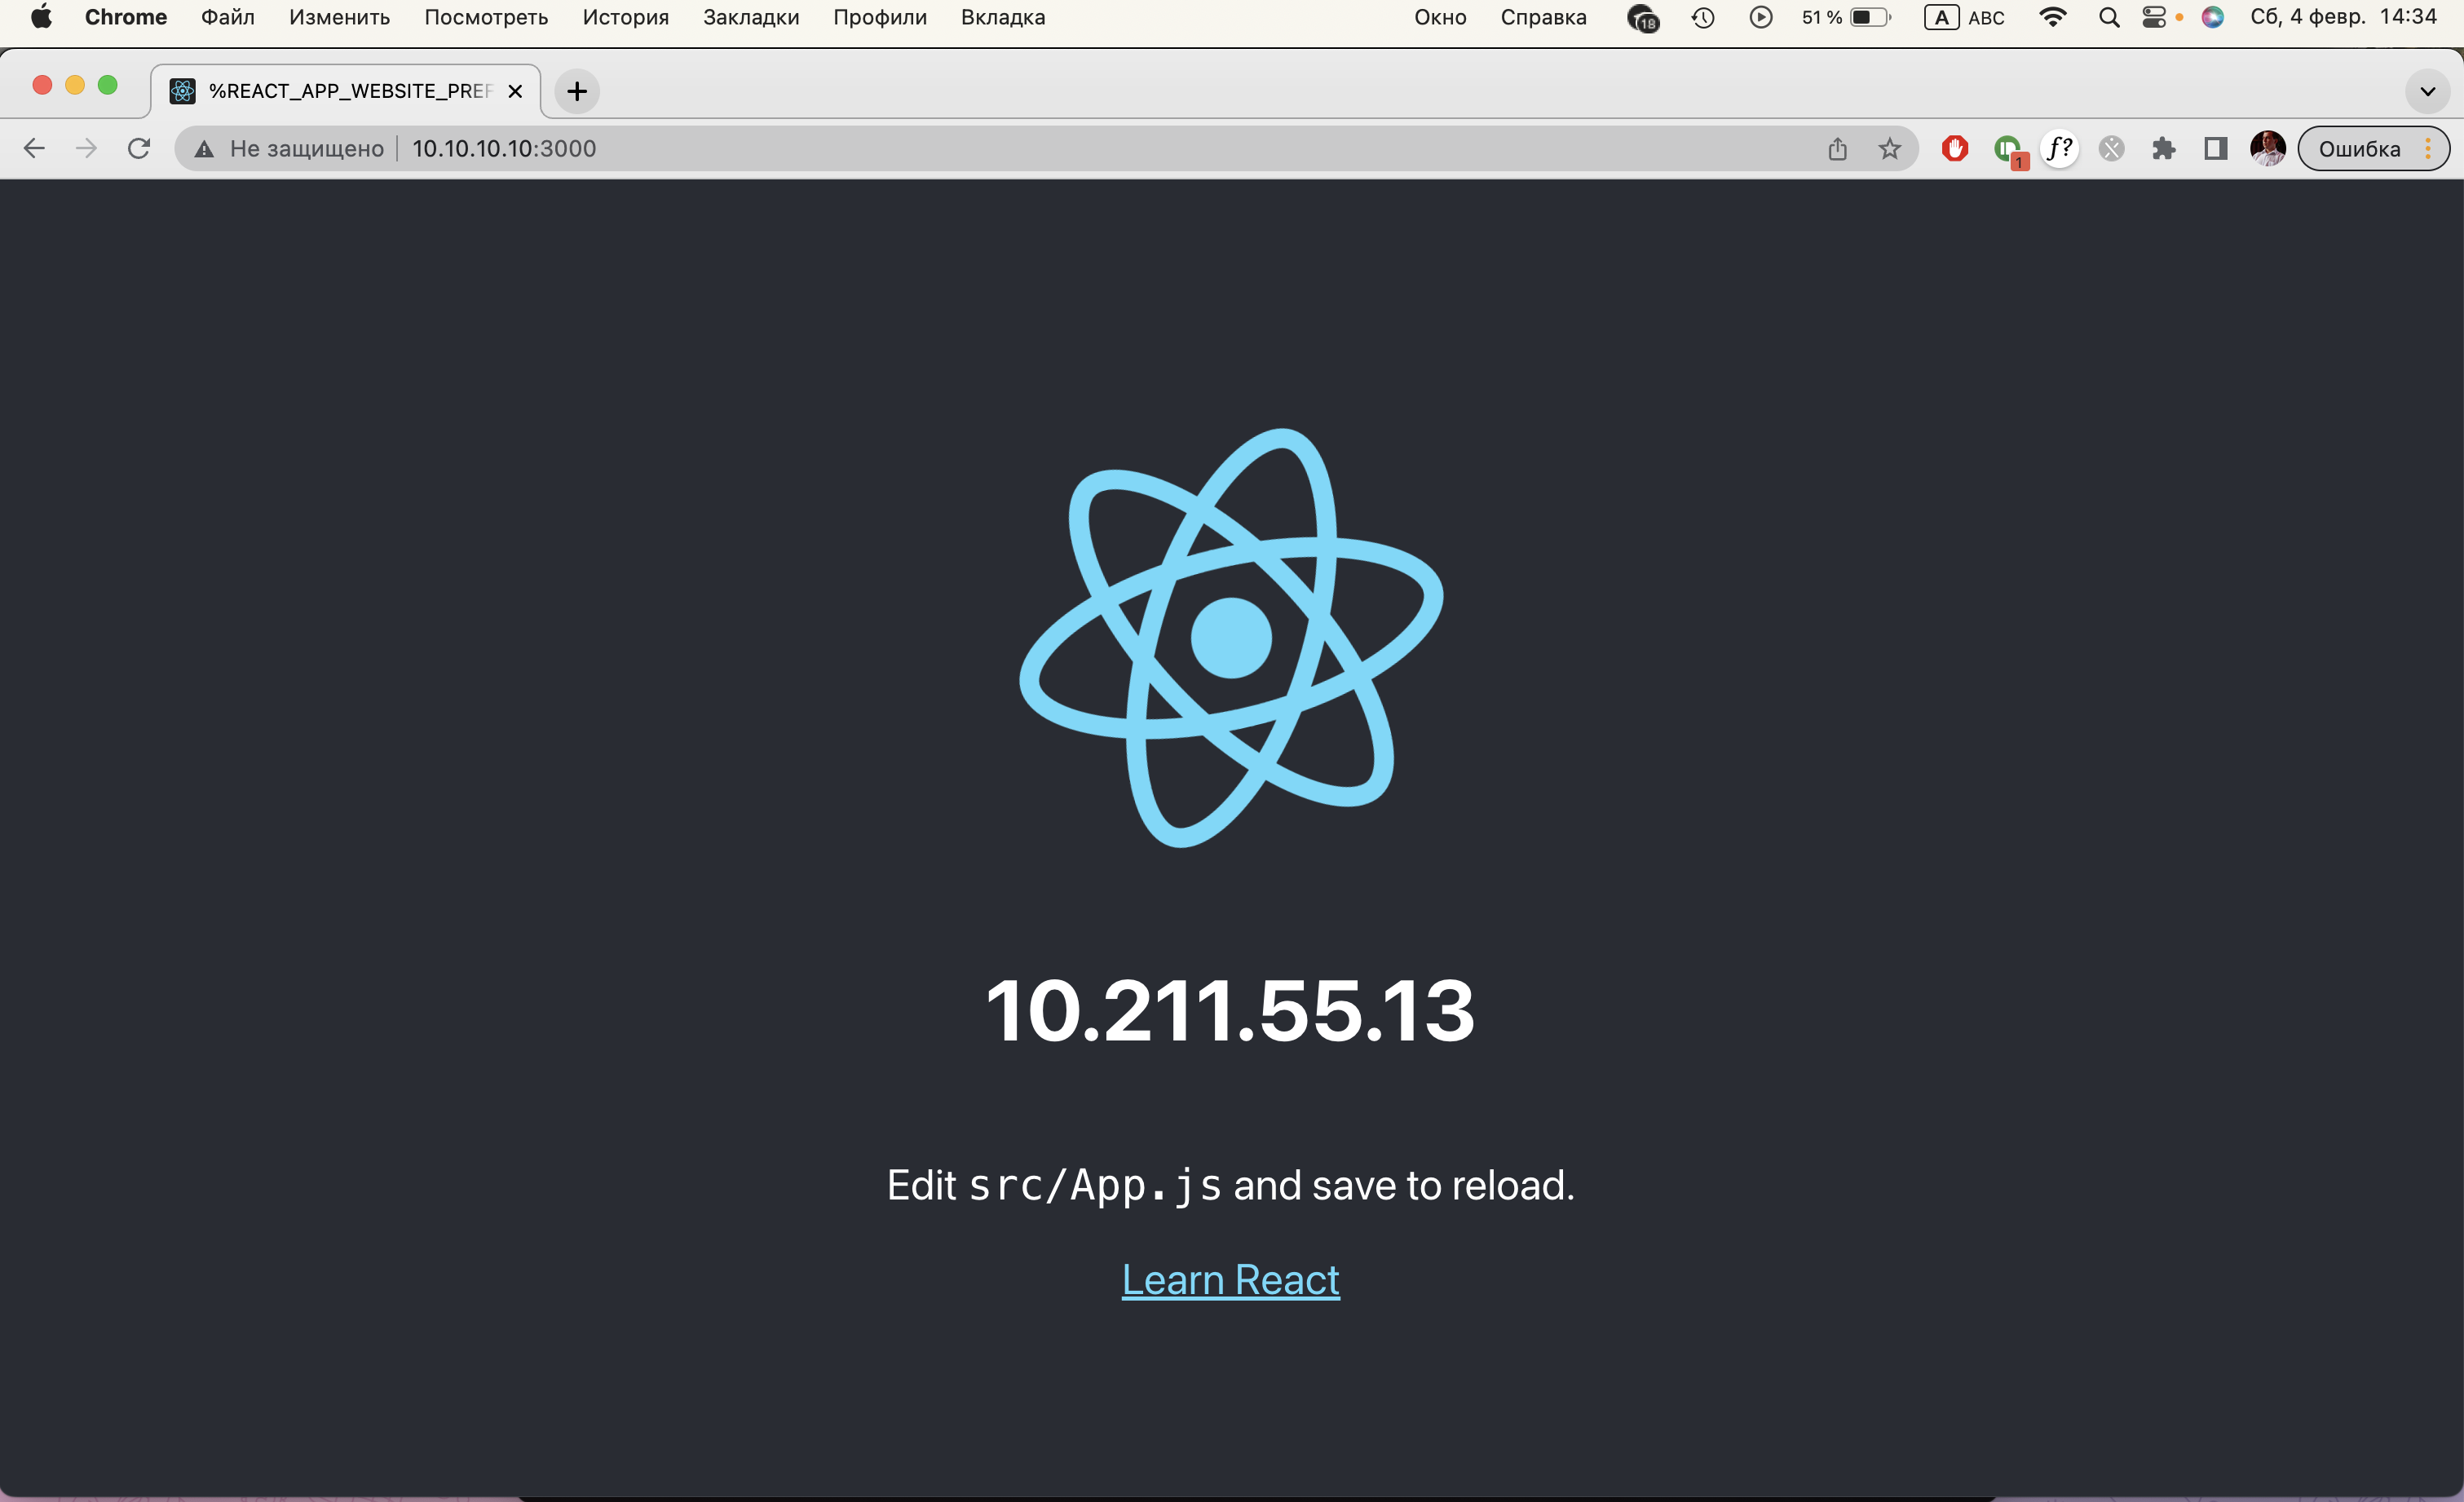 Chrome Файл Изменить Посмотреть История Закладки Профили Вкладка Окно Справка 18 51 % A ABC Сб, 4 февр. 14:34
%REACT_APP_WEBSITE_PREF
Не защищено 10.10.10.10:3000 1 f? Ошибка
10.211.55.13
Edit src/App.js and save to reload.
Learn React